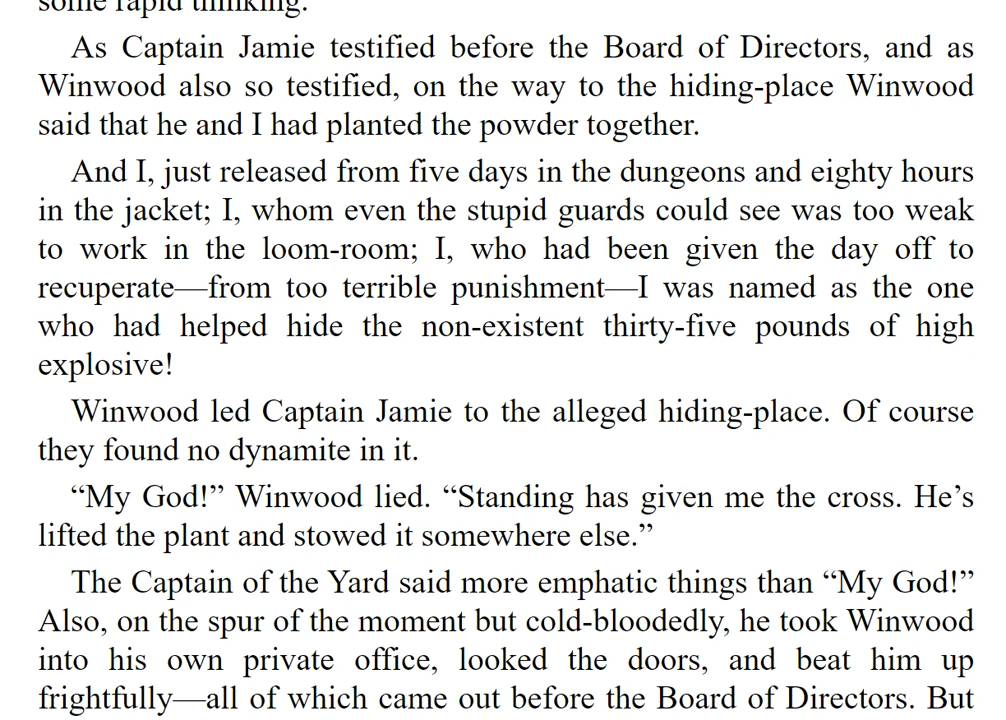 some rapid thinking.
As Captain Jamie testified before the Board of Directors, and as
Winwood also so testified, on the way to the hiding-place Winwood
said that he and I had planted the powder together.
And I, just released from five days in the dungeons and eighty hours
in the jacket; I, whom even the stupid guards could see was too weak
to work in the loom-room; I, who had been given the day off to
recuperate—from too terrible punishment—I was named as the one
who had helped hide the non-existent thirty-five pounds of high
explosive!
Winwood led Captain Jamie to the alleged hiding-place. Of course
they found no dynamite in it.
“My God!” Winwood lied. “Standing has given me the cross. He’s
lifted the plant and stowed it somewhere else.”
The Captain of the Yard said more emphatic things than “My God!”
Also, on the spur of the moment but cold-bloodedly, he took Winwood
into his own private office, looked the doors, and beat him up
frightfully—all of which came out before the Board of Directors. But